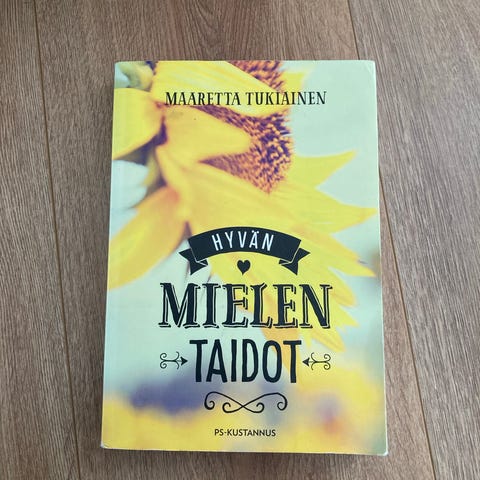 MAARETTA TUKIAINEN
HYVÄN
MIELEN
TAIDOT
PS-KUSTANNUS